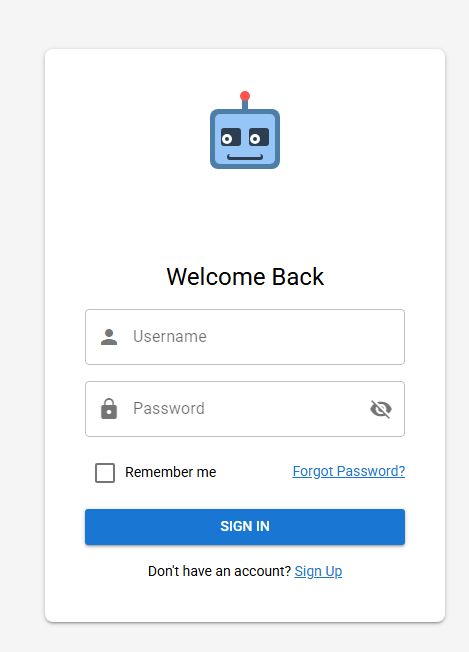 Welcome Back
Username
Password
Remember me Forgot Password?
SIGN IN
Don't have an account? Sign Up